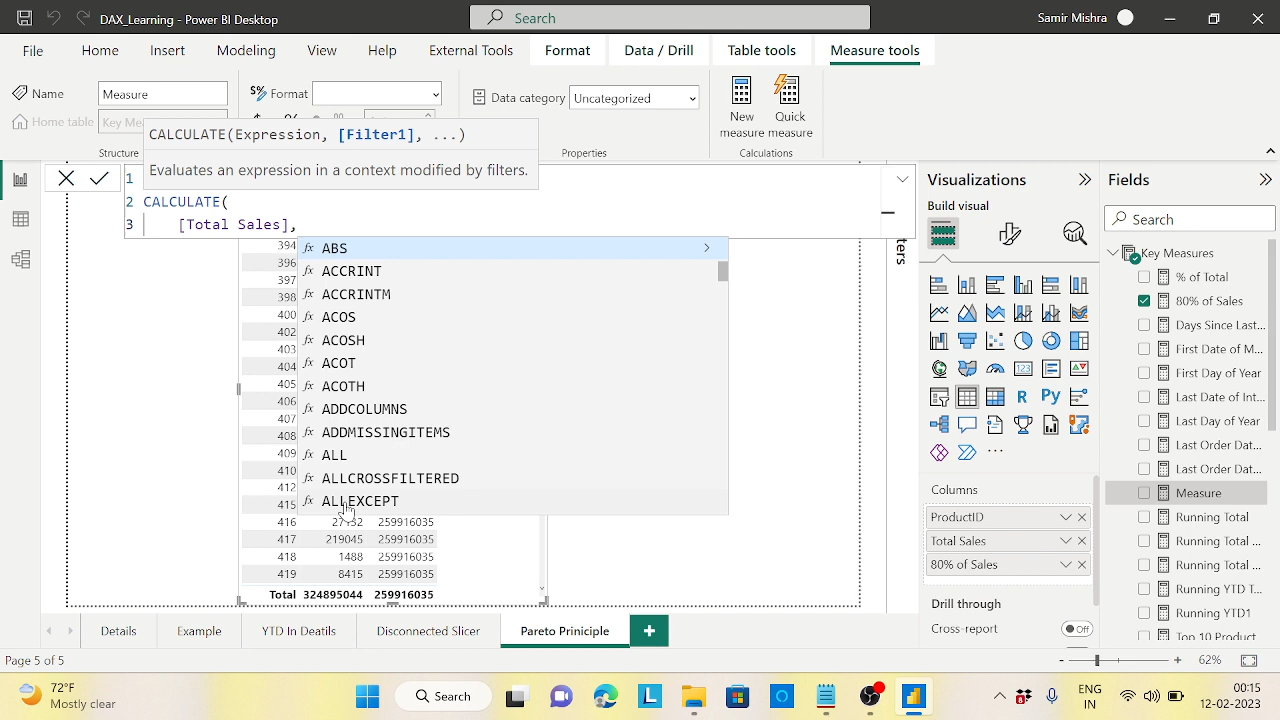 DAX_Learning - Power BI Desktop
Search
Samir Mishra
File Home Insert Modeling View Help External Tools Format Data / Drill Table tools Measure tools
Name Measure
Format
Data category Uncategorized
New measure
Quick measure
Home table
Structure
Properties
Calculations
CALCULATE(Expression, [Filter1], ...)
Evaluates an expression in a context modified by filters.
1
2 CALCULATE(
3 [Total Sales],
ABS
ACCRINT
ACCRINTM
ACOS
ACOSH
ACOT
ACOTH
ADDCOLUMNS
ADDMISSINGITEMS
ALL
ALLCROSSFILTERED
ALLEXCEPT
394
396
397
398
400
402
403
404
405
406
407
408
409
410
412
415
416 27132 259916035
417 219045 259916035
418 1488 259916035
419 8415 259916035
Total 324895044 259916035
Visualizations
Build visual
Columns
ProductID
Total Sales
80% of Sales
Drill through
Cross-report
Off
Fields
Search
Key Measures
% of Total
80% of Sales
Days Since Last...
First Date of M...
First Day of Year
Last Date of Int...
Last Day of Year
Last Order Dat...
Last Order Dat...
Measure
Running Total
Running Total ...
Running Total ...
Running YTD T...
Running YTD1
Top 10 Product
Details Example YTD In Deatils Disconnected Slicer Pareto Priniciple
Page 5 of 5
62%
72°F
Mostly clear
Search
ENG
IN
00:15
12-02-2023